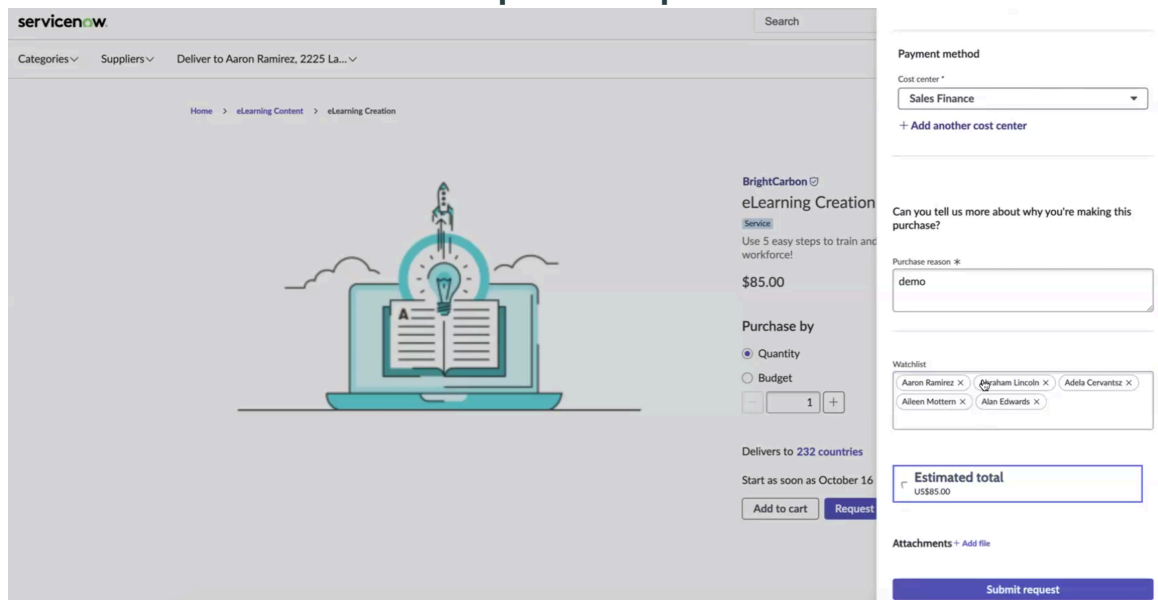 servicenow
Search
Categories Suppliers Deliver to Aaron Ramirez, 2225 La...
Home > eLearning Content > eLearning Creation
A
BrightCarbon
eLearning Creation
Service
Use 5 easy steps to train and
workforce!
$85.00
Purchase by
Quantity
Budget
− 1 +
Delivers to 232 countries
Start as soon as October 16
Add to cart Request
Payment method
Cost center *
Sales Finance
+ Add another cost center
Can you tell us more about why you're making this
purchase?
Purchase reason *
demo
Watchlist
Aaron Ramirez × Abraham Lincoln × Adela Cervantsz ×
Aileen Mottern × Alan Edwards ×
Estimated total
US$85.00
Attachments + Add file
Submit request